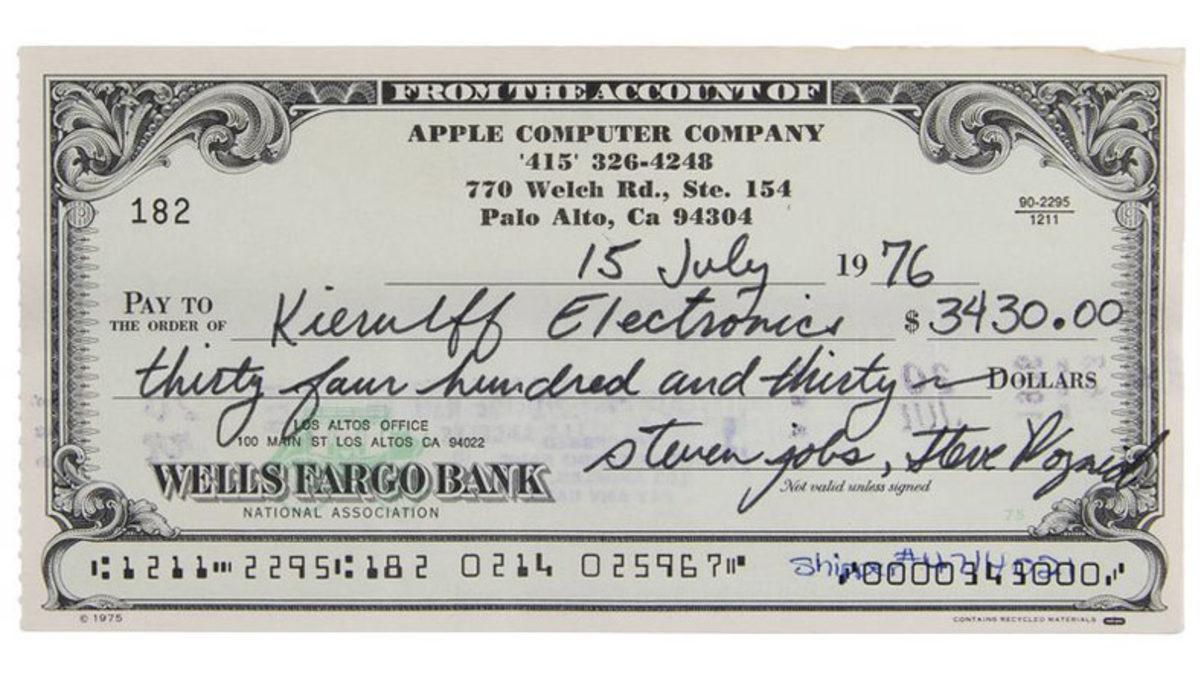 FROM THE ACCOUNT OF
APPLE COMPUTER COMPANY
'415' 326-4248
770 Welch Rd., Ste. 154
Palo Alto, Ca 94304
182
90-2295
1211
15 July 1976
PAY TO
THE ORDER OF Kierulff Electronics $ 3430.00
thirty four hundred and thirty DOLLARS
LOS ALTOS OFFICE
100 MAIN ST LOS ALTOS CA 94022
steven jobs, Steve Wozniak
WELLS FARGO BANK
Not valid unless signed
NATIONAL ASSOCIATION
75
⑆1211⑉2295⑆182 0214 025967⑈ ⑈0000343000⑈
© 1975
CONTAINS RECYCLED MATERIALS